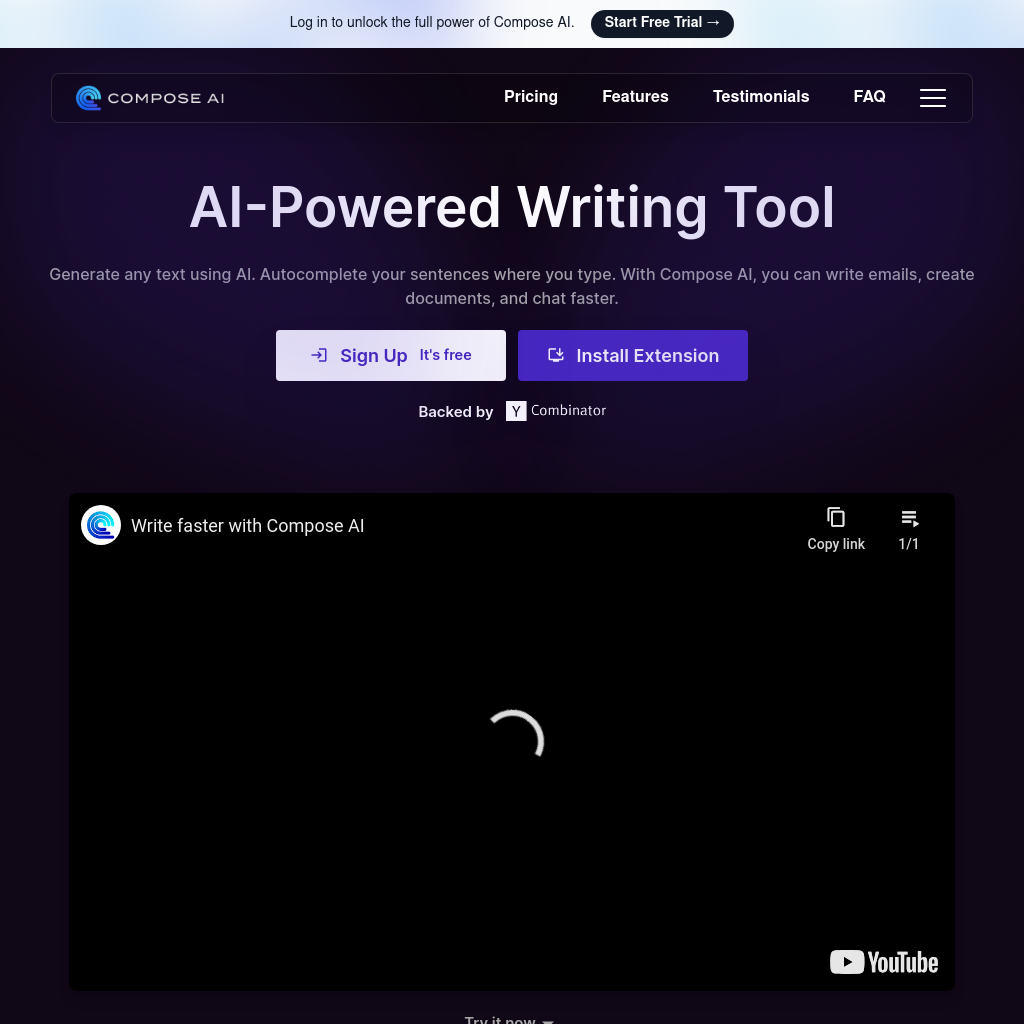 Log in to unlock the full power of Compose AI.
Start Free Trial →
COMPOSE AI
Pricing
Features
Testimonials
FAQ
AI-Powered Writing Tool
Generate any text using AI. Autocomplete your sentences where you type. With Compose AI, you can write emails, create
documents, and chat faster.
Sign Up It's free
Install Extension
Backed by Y Combinator
Write faster with Compose AI
Copy link
1/1
YouTube
Try it now